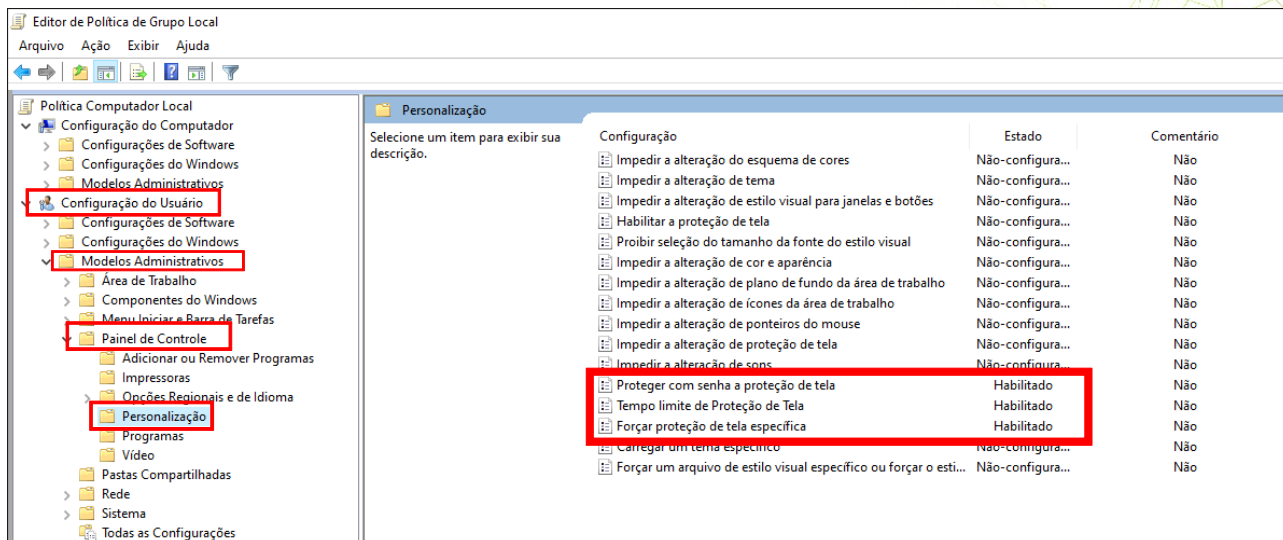 Editor de Política de Grupo Local
Arquivo Ação Exibir Ajuda
Política Computador Local
Configuração do Computador
Configurações de Software
Configurações do Windows
Modelos Administrativos
Configuração do Usuário
Configurações de Software
Configurações do Windows
Modelos Administrativos
Área de Trabalho
Componentes do Windows
Menu Iniciar e Barra de Tarefas
Painel de Controle
Adicionar ou Remover Programas
Impressoras
Opções Regionais e de Idioma
Personalização
Programas
Vídeo
Pastas Compartilhadas
Rede
Sistema
Todas as Configurações
Personalização
Selecione um item para exibir sua
descrição.
Configuração Estado Comentário
Impedir a alteração do esquema de cores Não-configura... Não
Impedir a alteração de tema Não-configura... Não
Impedir a alteração de estilo visual para janelas e botões Não-configura... Não
Habilitar a proteção de tela Não-configura... Não
Proibir seleção do tamanho da fonte do estilo visual Não-configura... Não
Impedir a alteração de cor e aparência Não-configura... Não
Impedir a alteração de plano de fundo da área de trabalho Não-configura... Não
Impedir a alteração de ícones da área de trabalho Não-configura... Não
Impedir a alteração de ponteiros do mouse Não-configura... Não
Impedir a alteração de proteção de tela Não-configura... Não
Impedir a alteração de sons Não-configura... Não
Proteger com senha a proteção de tela Habilitado Não
Tempo limite de Proteção de Tela Habilitado Não
Forçar proteção de tela específica Habilitado Não
Carregar um tema específico Não-configura... Não
Forçar um arquivo de estilo visual específico ou forçar o esti... Não-configura... Não